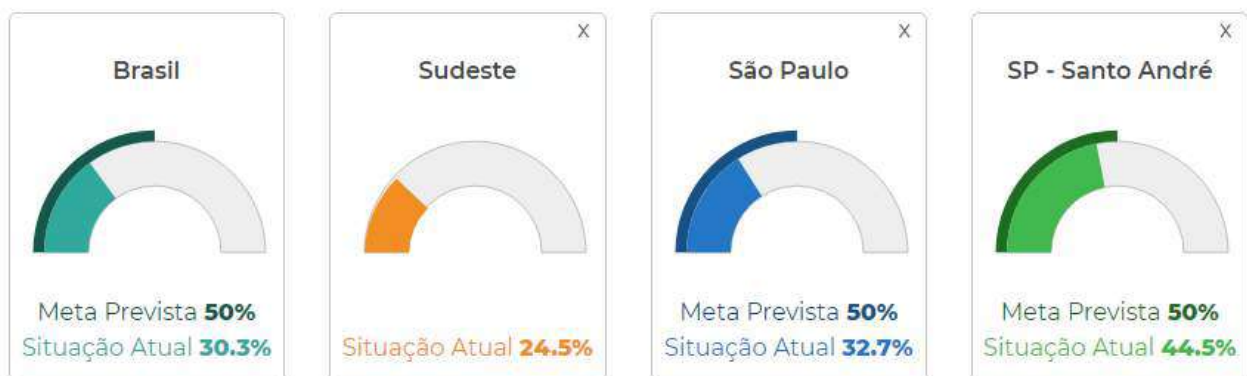 Brasil
Meta Prevista 50%
Situação Atual 30.3%
X
Sudeste
Situação Atual 24.5%
X
São Paulo
Meta Prevista 50%
Situação Atual 32.7%
X
SP - Santo André
Meta Prevista 50%
Situação Atual 44.5%